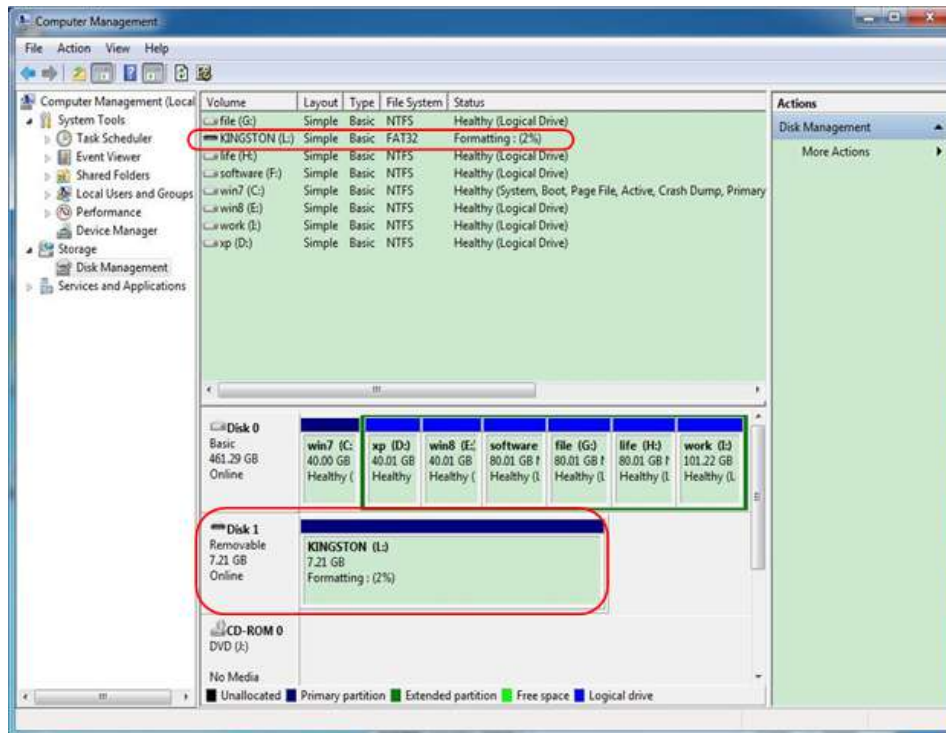 Computer Management
File Action View Help
Computer Management (Local
System Tools
Task Scheduler
Event Viewer
Shared Folders
Local Users and Groups
Performance
Device Manager
Storage
Disk Management
Services and Applications
Volume Layout Type File System Status
file (G:) Simple Basic NTFS Healthy (Logical Drive)
KINGSTON (L:) Simple Basic FAT32 Formatting : (2%)
life (H:) Simple Basic NTFS Healthy (Logical Drive)
software (F:) Simple Basic NTFS Healthy (Logical Drive)
win7 (C:) Simple Basic NTFS Healthy (System, Boot, Page File, Active, Crash Dump, Primary
win8 (E:) Simple Basic NTFS Healthy (Logical Drive)
work (I:) Simple Basic NTFS Healthy (Logical Drive)
xp (D:) Simple Basic NTFS Healthy (Logical Drive)
Actions
Disk Management
More Actions
Disk 0
Basic
461.29 GB
Online
win7 (C:
40.00 GB
Healthy (
xp (D:)
40.01 GB
Healthy
win8 (E:
40.01 GB
Healthy (
software
80.01 GB
Healthy (L
file (G:)
80.01 GB
Healthy (L
life (H:)
80.01 GB
Healthy (L
work (I:)
101.22 GB
Healthy (L
Disk 1
Removable
7.21 GB
Online
KINGSTON (L:)
7.21 GB
Formatting : (2%)
CD-ROM 0
DVD (J:)
No Media
Unallocated Primary partition Extended partition Free space Logical drive